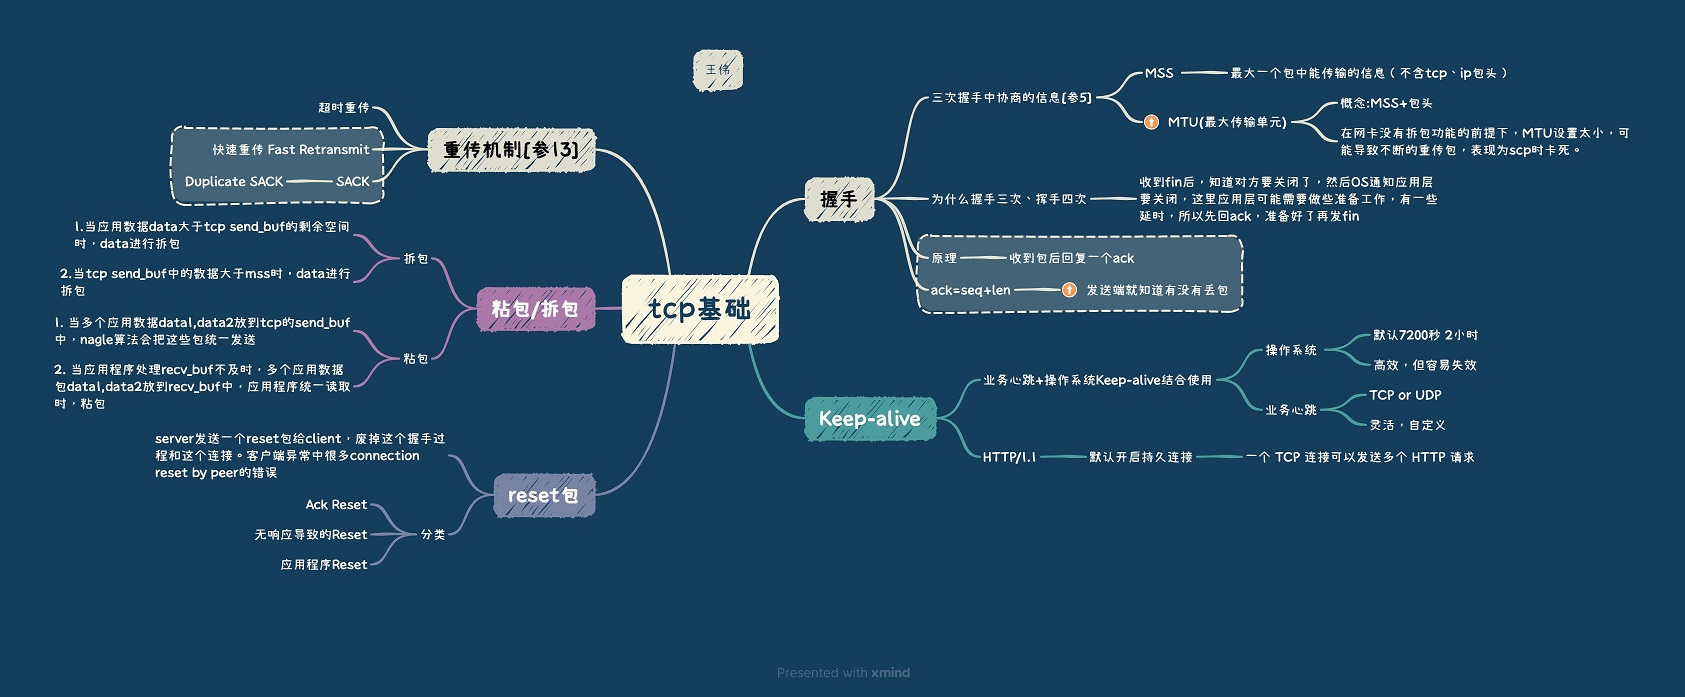 王伟
tcp基础
重传机制[参13]
超时重传
快速重传 Fast Retransmit
SACK
Duplicate SACK
粘包/拆包
拆包
1.当应用数据data大于tcp send_buf的剩余空间
时，data进行拆包
2.当tcp send_buf中的数据大于mss时，data进行
拆包
粘包
1. 当多个应用数据data1,data2放到tcp的send_buf
中，nagle算法会把这些包统一发送
2. 当应用程序处理recv_buf不及时，多个应用数据
包data1,data2放到recv_buf中，应用程序统一读取
时，粘包
reset包
server发送一个reset包给client，废掉这个握手过
程和这个连接。客户端异常中很多connection
reset by peer的错误
分类
Ack Reset
无响应导致的Reset
应用程序Reset
握手
三次握手中协商的信息[参5]
MSS
最大一个包中能传输的信息（不含tcp、ip包头）
MTU(最大传输单元)
概念:MSS+包头
在网卡没有拆包功能的前提下，MTU设置太小，可
能导致不断的重传包，表现为scp时卡死。
为什么握手三次、挥手四次
收到fin后，知道对方要关闭了，然后OS通知应用层
要关闭，这里应用层可能需要做些准备工作，有一些
延时，所以先回ack，准备好了再发fin
原理
收到包后回复一个ack
ack=seq+len
发送端就知道有没有丢包
Keep-alive
业务心跳+操作系统Keep-alive结合使用
操作系统
默认7200秒 2小时
高效，但容易失效
业务心跳
TCP or UDP
灵活，自定义
HTTP/1.1
默认开启持久连接
一个 TCP 连接可以发送多个 HTTP 请求
Presented with xmind